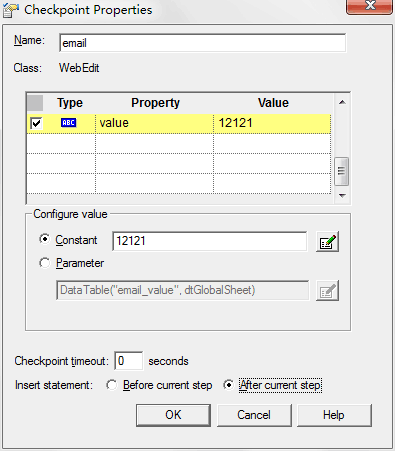 Checkpoint Properties
Name: email
Class: WebEdit
Type Property Value
ABC value 12121
Configure value
Constant 12121
Parameter
DataTable("email_value", dtGlobalSheet)
Checkpoint timeout: 0 seconds
Insert statement: Before current step After current step
OK Cancel Help